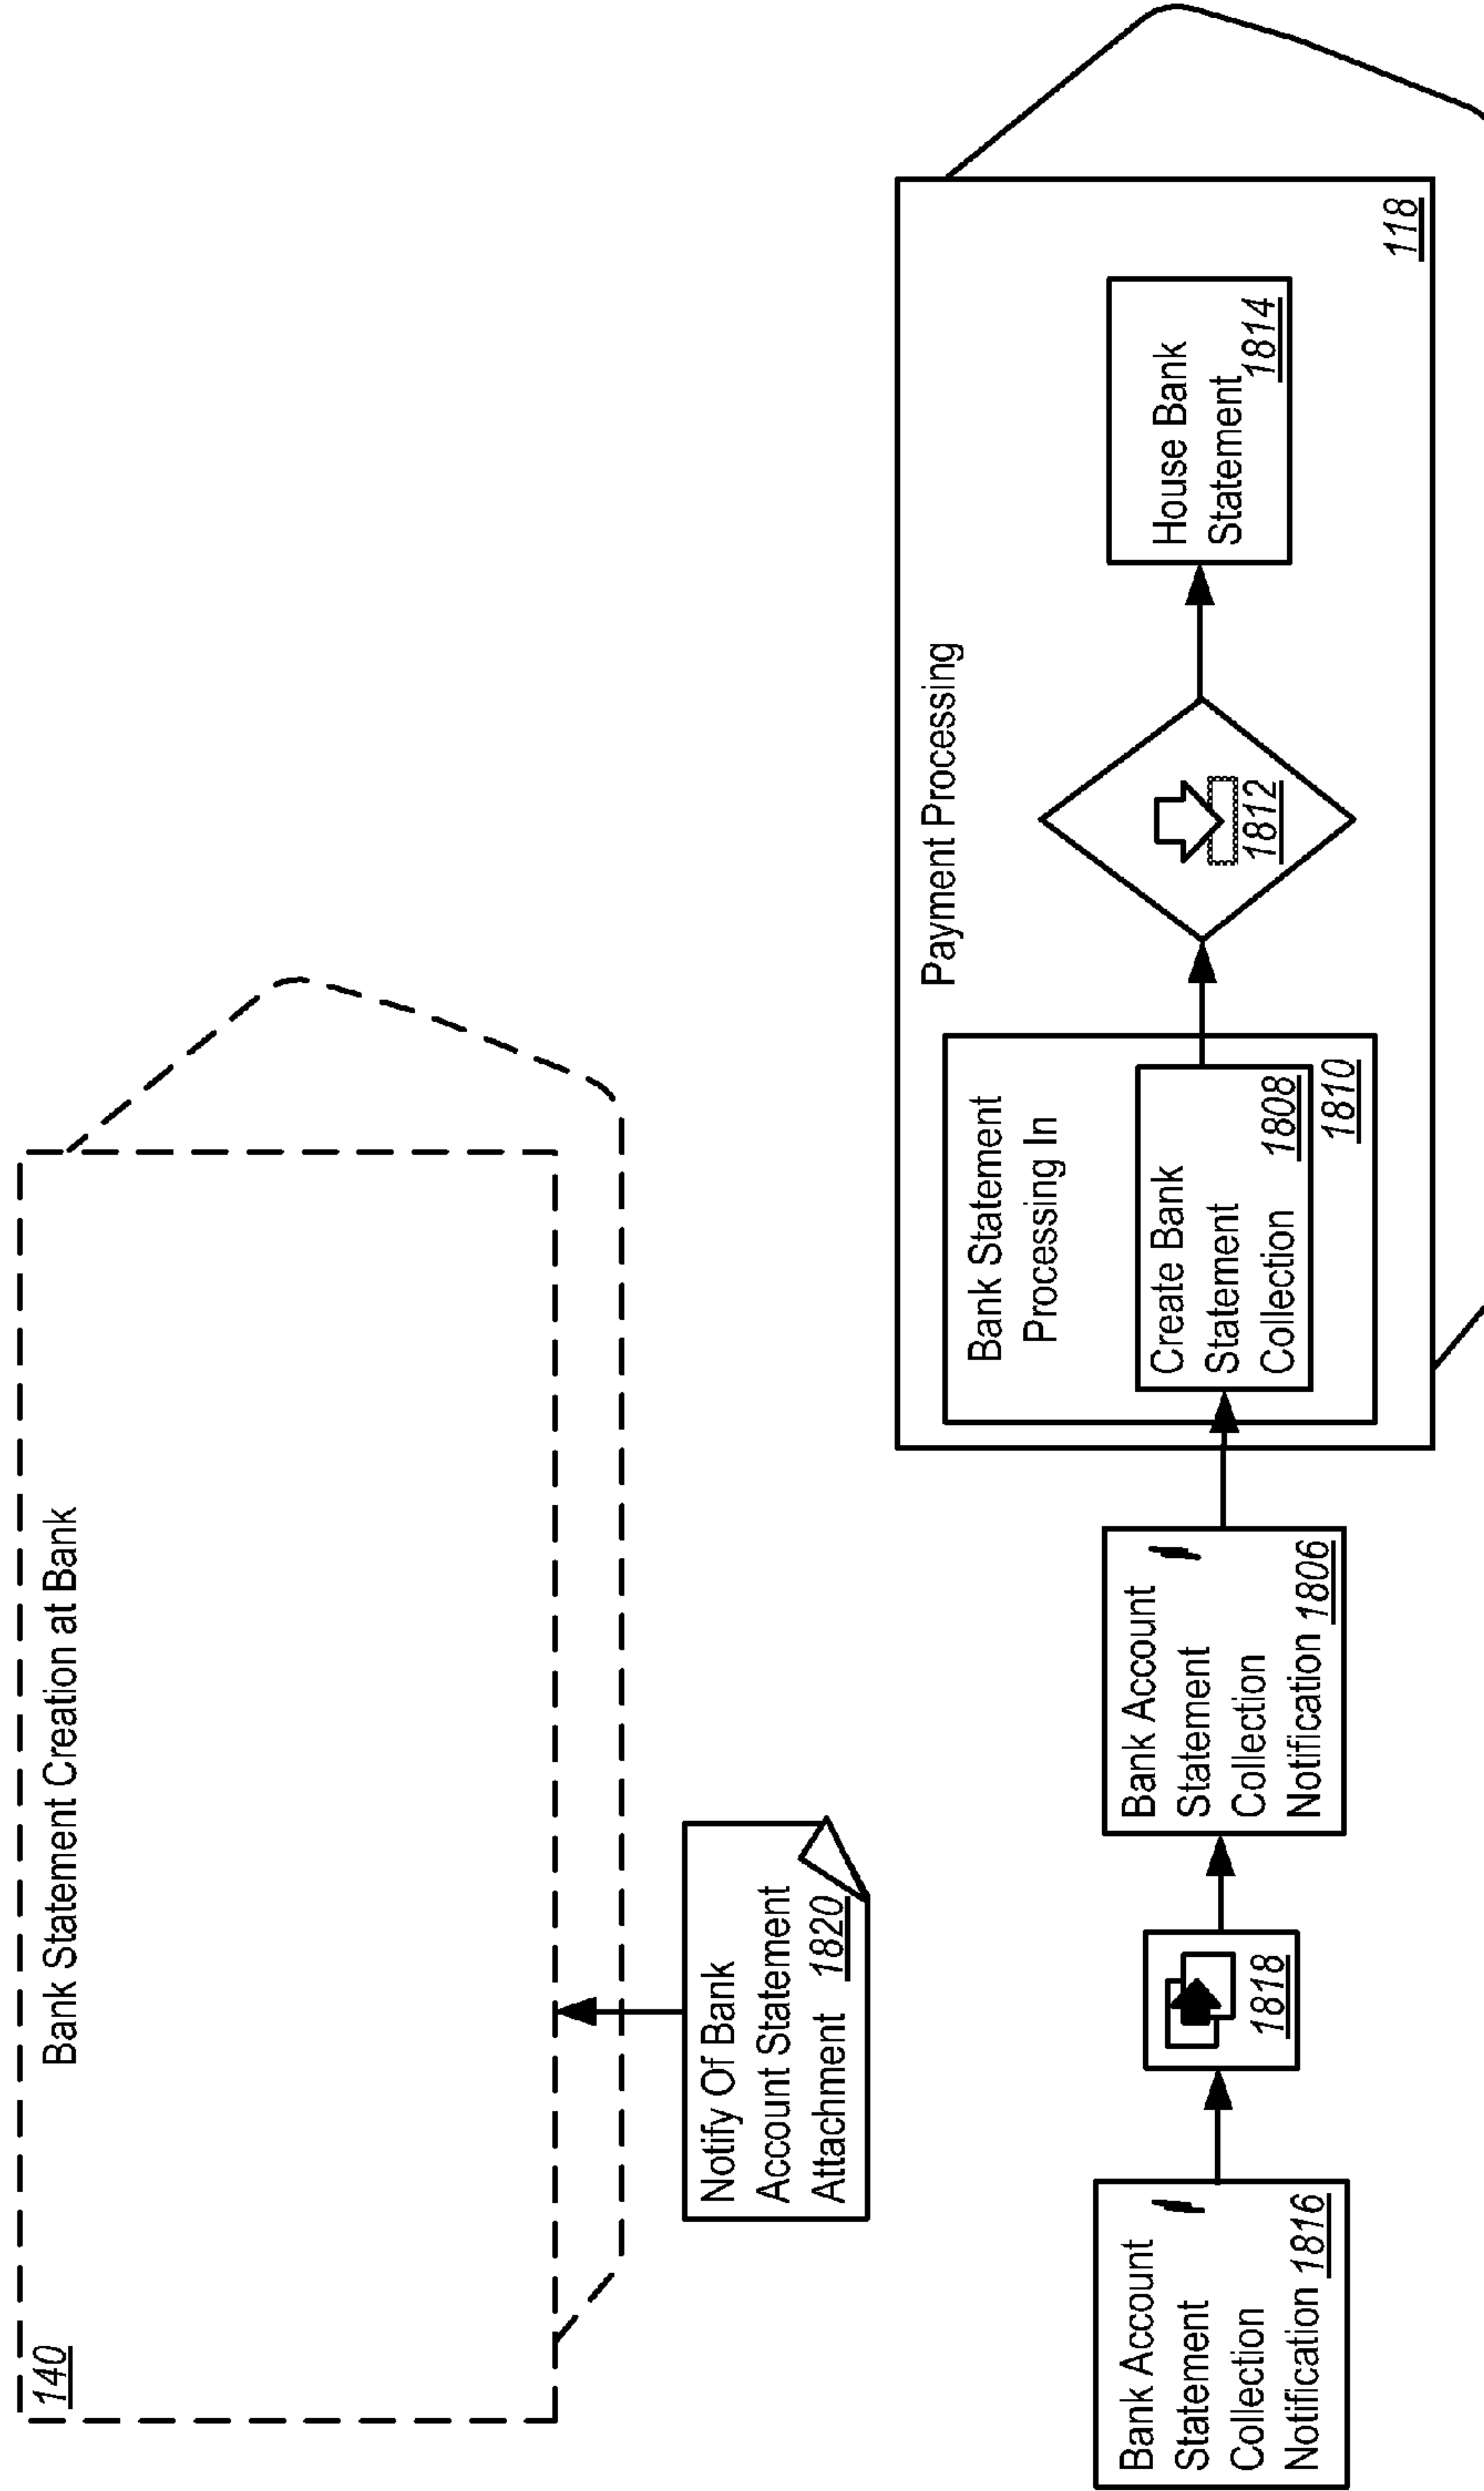 140
Bank Statement Creation at Bank
Notify Of Bank
Account Statement
Attachment 1820
Bank Account
Statement
Collection
Notification 1816
1818
Bank Account
Statement
Collection
Notification 1806
Payment Processing
Bank Statement
Processing In
Create Bank
Statement
Collection
1808
1810
1812
House Bank
Statement
1814
118